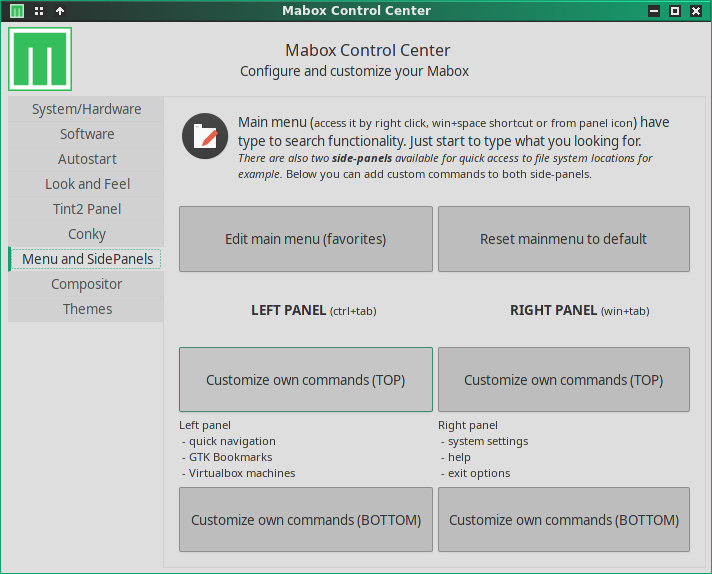 Mabox Control Center
Mabox Control Center
Configure and customize your Mabox
System/Hardware
Software
Autostart
Look and Feel
Tint2 Panel
Conky
Menu and SidePanels
Compositor
Themes
Main menu (access it by right click, win+space shortcut or from panel icon) have
type to search functionality. Just start to type what you looking for.
There are also two side-panels available for quick access to file system locations for
example. Below you can add custom commands to both side-panels.
Edit main menu (favorites)
Reset mainmenu to default
LEFT PANEL (ctrl+tab)
RIGHT PANEL (win+tab)
Customize own commands (TOP)
Customize own commands (TOP)
Left panel
- quick navigation
- GTK Bookmarks
- Virtualbox machines
Right panel
- system settings
- help
- exit options
Customize own commands (BOTTOM)
Customize own commands (BOTTOM)